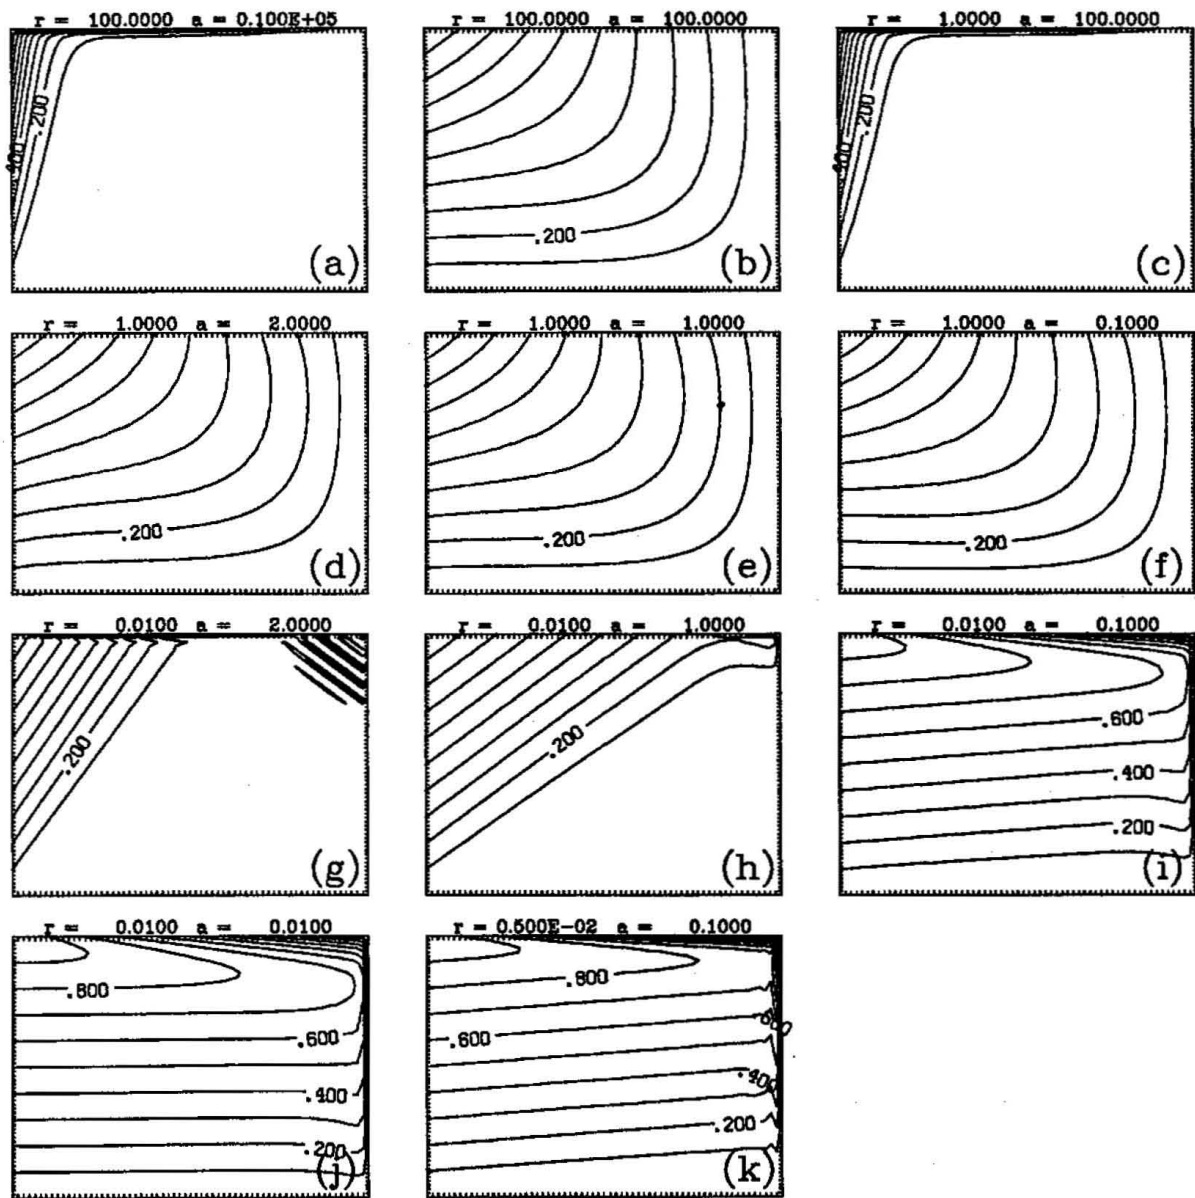 r = 100.0000 a = 0.100E+05
r = 100.0000 a = 100.0000
r = 1.0000 a = 100.0000
.200
.400
(a)
.200
(b)
.200
.400
(c)
r = 1.0000 a = 2.0000
r = 1.0000 a = 1.0000
r = 1.0000 a = 0.1000
.200
(d)
.200
(e)
.200
(f)
r = 0.0100 a = 2.0000
r = 0.0100 a = 1.0000
r = 0.0100 a = 0.1000
.200
(g)
.200
(h)
.600
.400
.200
(i)
r = 0.0100 a = 0.0100
r = 0.500E-02 a = 0.1000
.800
.600
.400
.200
(j)
.800
.600
.600
.400
.200
(k)